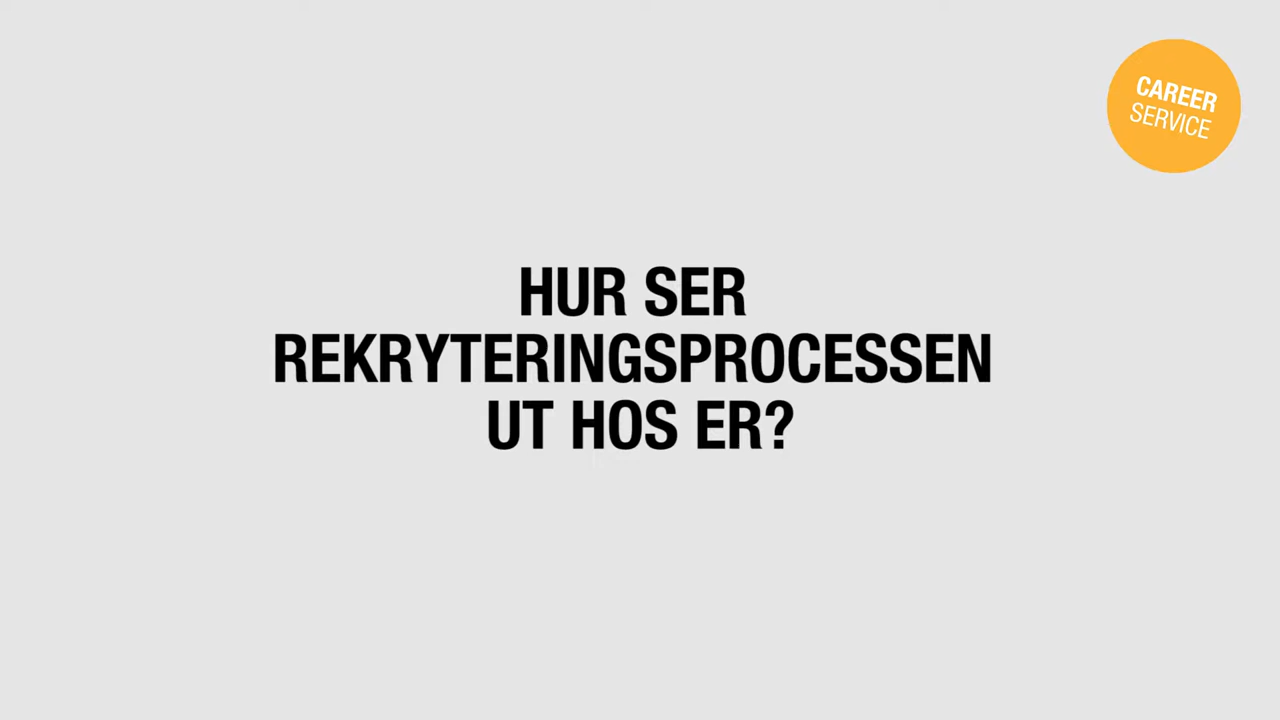 CAREER
SERVICE
HUR SER
REKRYTERINGSPROCESSEN
UT HOS ER?